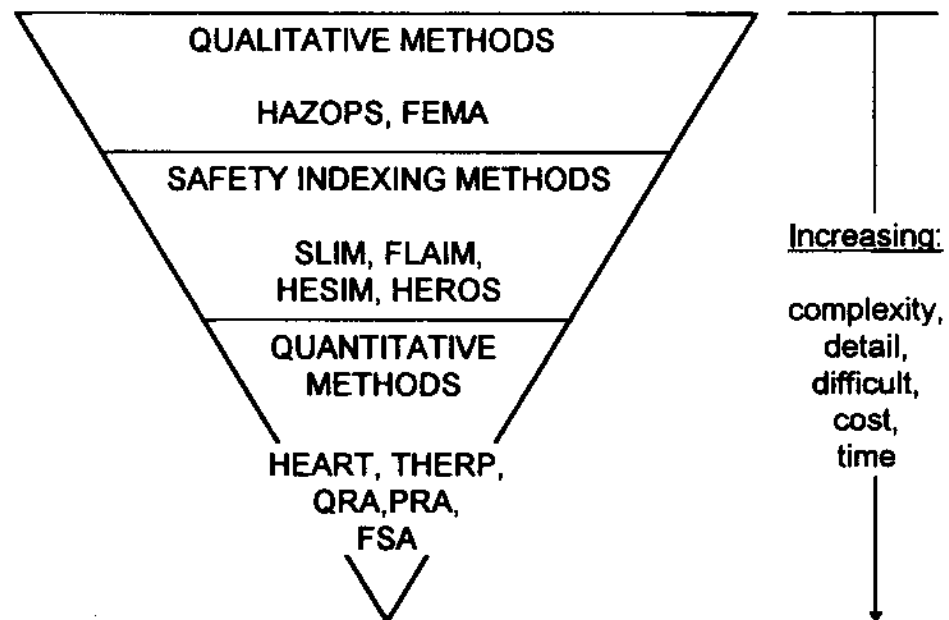 QUALITATIVE METHODS
HAZOPS, FEMA
SAFETY INDEXING METHODS
SLIM, FLAIM,
HESIM, HEROS
QUANTITATIVE
METHODS
HEART, THERP,
QRA,PRA,
FSA
Increasing:
complexity,
detail,
difficult,
cost,
time